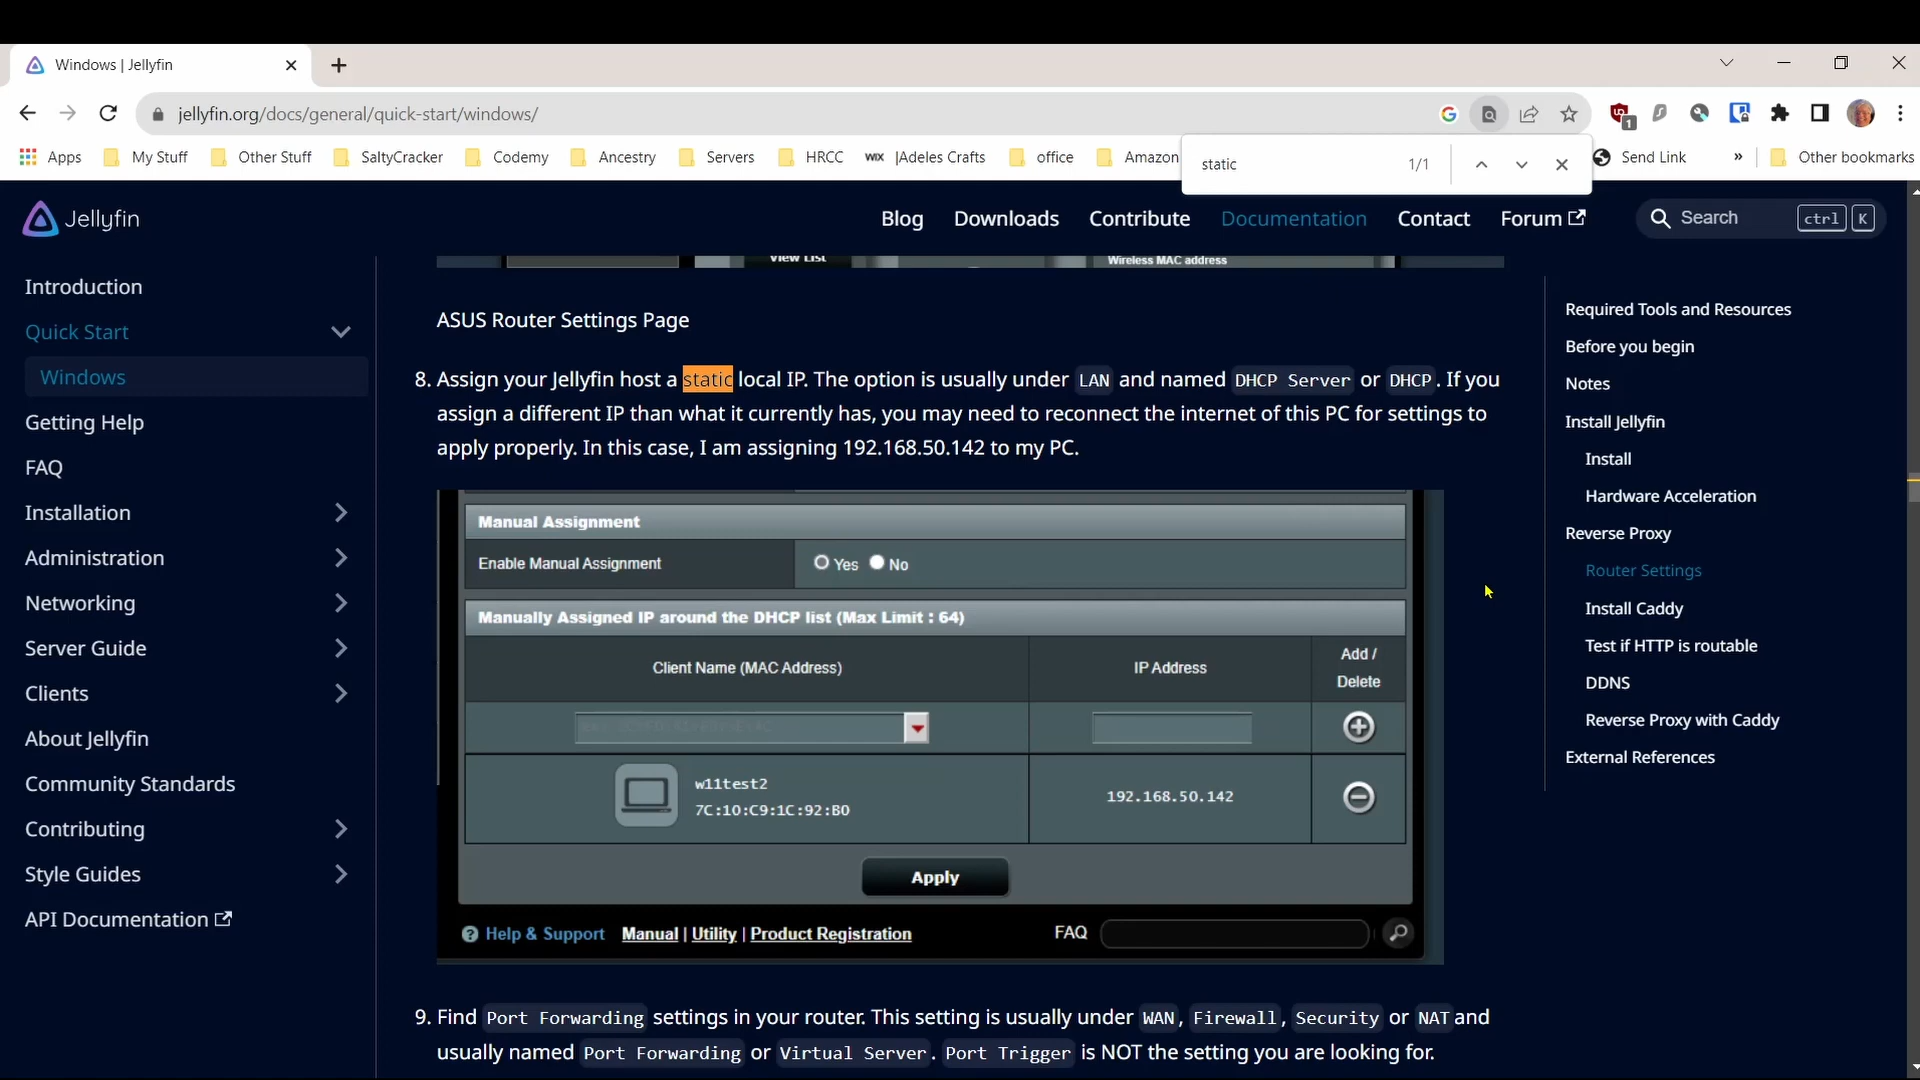 Windows | Jellyfin
jellyfin.org/docs/general/quick-start/windows/
1
Apps
My Stuff
Other Stuff
SaltyCracker
Codemy
Ancestry
Servers
HRCC
WIX |Adeles Crafts
office
Amazon
Send Link
»
Other bookmarks
static 1/1
Jellyfin
Blog
Downloads
Contribute
Documentation
Contact
Forum
Search ctrl K
Introduction
Quick Start
Windows
Getting Help
FAQ
Installation
Administration
Networking
Server Guide
Clients
About Jellyfin
Community Standards
Contributing
Style Guides
API Documentation
View List
Wireless MAC address
ASUS Router Settings Page
8. Assign your Jellyfin host a static local IP. The option is usually under LAN and named DHCP Server or DHCP. If you
assign a different IP than what it currently has, you may need to reconnect the internet of this PC for settings to
apply properly. In this case, I am assigning 192.168.50.142 to my PC.
Manual Assignment
Enable Manual Assignment Yes No
Manually Assigned IP around the DHCP list (Max Limit : 64)
Client Name (MAC Address) IP Address Add /
Delete
w11test2
7C:10:C9:1C:92:B0
192.168.50.142
Apply
? Help & Support Manual | Utility | Product Registration FAQ
9. Find Port Forwarding settings in your router. This setting is usually under WAN, Firewall, Security or NAT and
usually named Port Forwarding or Virtual Server. Port Trigger is NOT the setting you are looking for.
Required Tools and Resources
Before you begin
Notes
Install Jellyfin
Install
Hardware Acceleration
Reverse Proxy
Router Settings
Install Caddy
Test if HTTP is routable
DDNS
Reverse Proxy with Caddy
External References